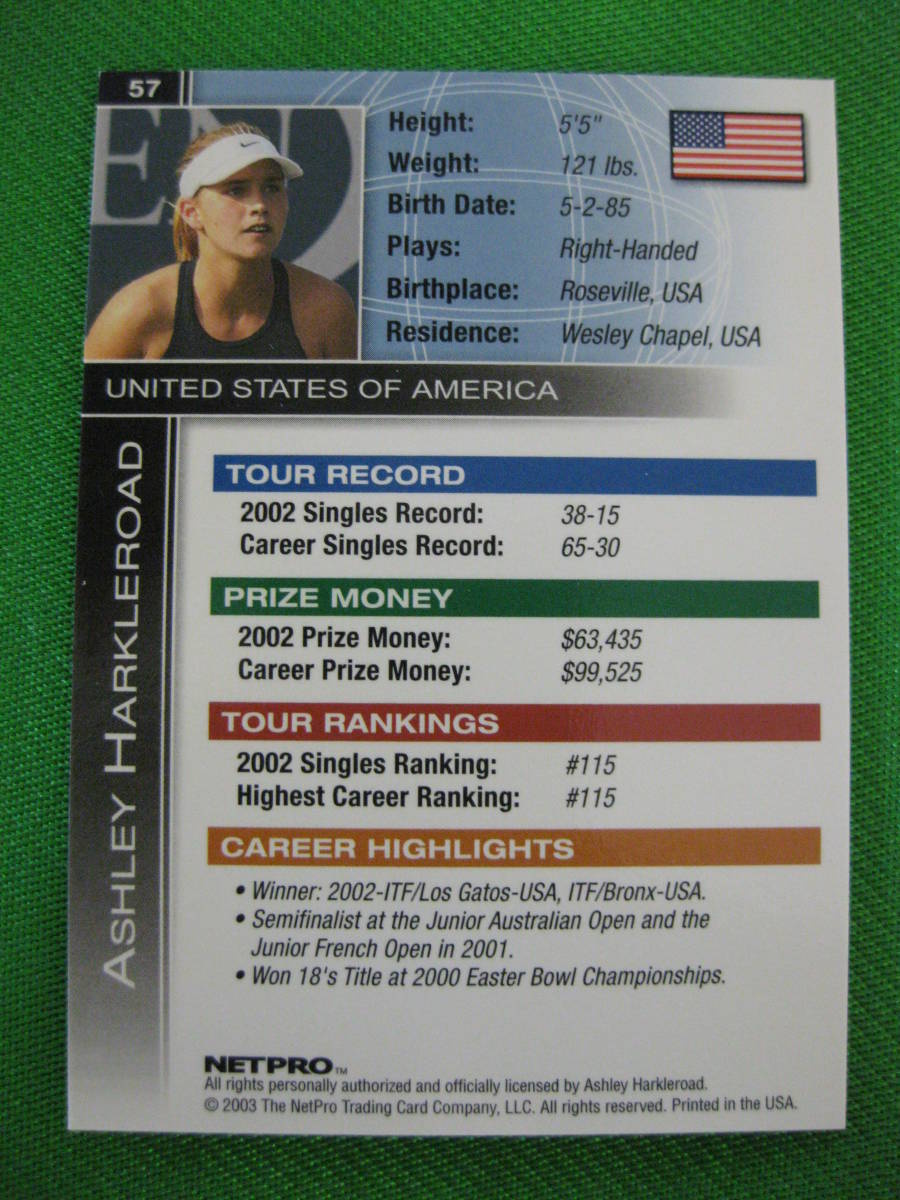 57
EN
Height: 5'5"
Weight: 121 lbs.
Birth Date: 5-2-85
Plays: Right-Handed
Birthplace: Roseville, USA
Residence: Wesley Chapel, USA
UNITED STATES OF AMERICA
ASHLEY HARKLEROAD
TOUR RECORD
2002 Singles Record: 38-15
Career Singles Record: 65-30
PRIZE MONEY
2002 Prize Money: $63,435
Career Prize Money: $99,525
TOUR RANKINGS
2002 Singles Ranking: #115
Highest Career Ranking: #115
CAREER HIGHLIGHTS
• Winner: 2002-ITF/Los Gatos-USA, ITF/Bronx-USA.
• Semifinalist at the Junior Australian Open and the
Junior French Open in 2001.
• Won 18's Title at 2000 Easter Bowl Championships.
NETPRO™
All rights personally authorized and officially licensed by Ashley Harkleroad.
© 2003 The NetPro Trading Card Company, LLC. All rights reserved. Printed in the USA.